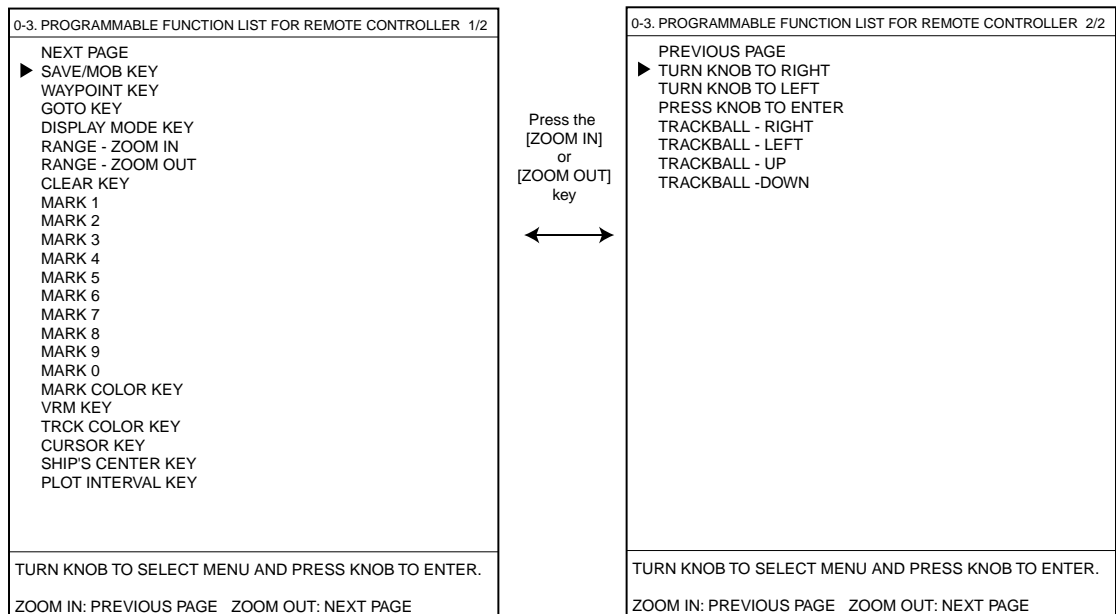 0-3. PROGRAMMABLE FUNCTION LIST FOR REMOTE CONTROLLER 1/2
NEXT PAGE
SAVE/MOB KEY
WAYPOINT KEY
GOTO KEY
DISPLAY MODE KEY
RANGE - ZOOM IN
RANGE - ZOOM OUT
CLEAR KEY
MARK 1
MARK 2
MARK 3
MARK 4
MARK 5
MARK 6
MARK 7
MARK 8
MARK 9
MARK 0
MARK COLOR KEY
VRM KEY
TRCK COLOR KEY
CURSOR KEY
SHIP'S CENTER KEY
PLOT INTERVAL KEY
TURN KNOB TO SELECT MENU AND PRESS KNOB TO ENTER.
ZOOM IN: PREVIOUS PAGE ZOOM OUT: NEXT PAGE
Press the
[ZOOM IN]
or
[ZOOM OUT]
key
0-3. PROGRAMMABLE FUNCTION LIST FOR REMOTE CONTROLLER 2/2
PREVIOUS PAGE
TURN KNOB TO RIGHT
TURN KNOB TO LEFT
PRESS KNOB TO ENTER
TRACKBALL - RIGHT
TRACKBALL - LEFT
TRACKBALL - UP
TRACKBALL -DOWN
TURN KNOB TO SELECT MENU AND PRESS KNOB TO ENTER.
ZOOM IN: PREVIOUS PAGE ZOOM OUT: NEXT PAGE